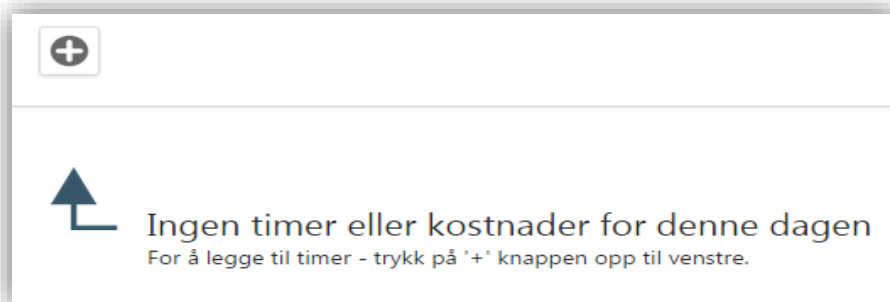 Ingen timer eller kostnader for denne dagen
For å legge til timer - trykk på '+' knappen opp til venstre.